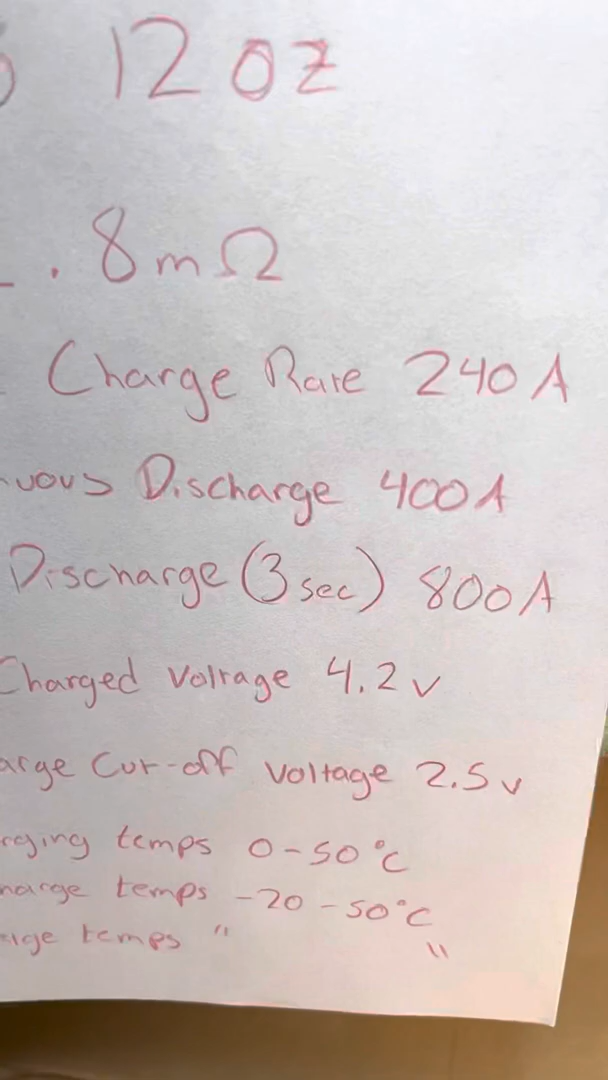 12 oz
.8mΩ
Charge Rate 240A
Discharge 400A
Discharge (3 sec) 800A
Charged Voltage 4.2v
Cut-off Voltage 2.5v
temps 0-50°C
temps -20-50°C
temps " "